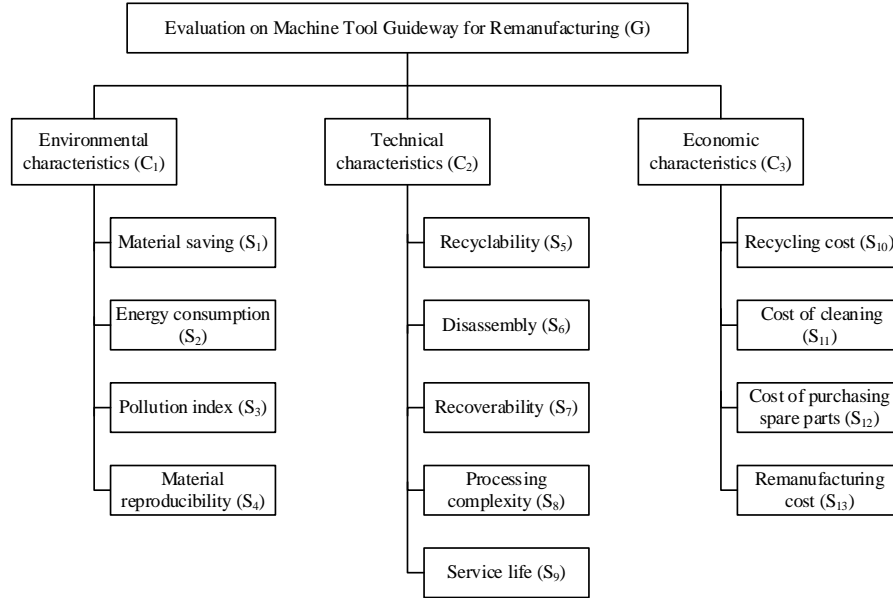 Evaluation on Machine Tool Guideway for Remanufacturing (G)
Environmental
characteristics (C₁)
Technical
characteristics (C₂)
Economic
characteristics (C₃)
Material saving (S₁)
Energy consumption
(S₂)
Pollution index (S₃)
Material
reproducibility (S₄)
Recyclability (S₅)
Disassembly (S₆)
Recoverability (S₇)
Processing
complexity (S₈)
Service life (S₉)
Recycling cost (S₁₀)
Cost of cleaning
(S₁₁)
Cost of purchasing
spare parts (S₁₂)
Remanufacturing
cost (S₁₃)